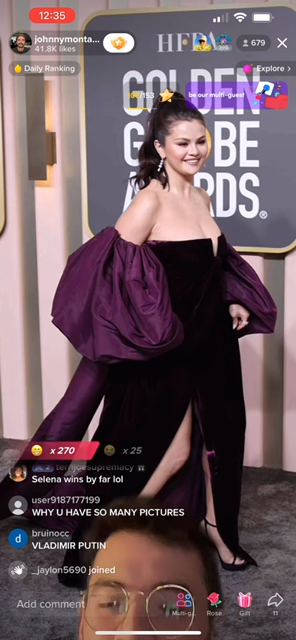 12:35
johnnymonta...
41.8K likes
HF
679
Daily Ranking
Explore >
/153
be our multi-guest
GOLDEN
GLOBE
AWARDS®
x 270
x 25
Selena wins by far lol
user9187177199
WHY U HAVE SO MANY PICTURES
bruinocc
d
VLADIMIR PUTIN
_jaylon5690 joined
Add comment
Multi-g...
Rose
Gift
11